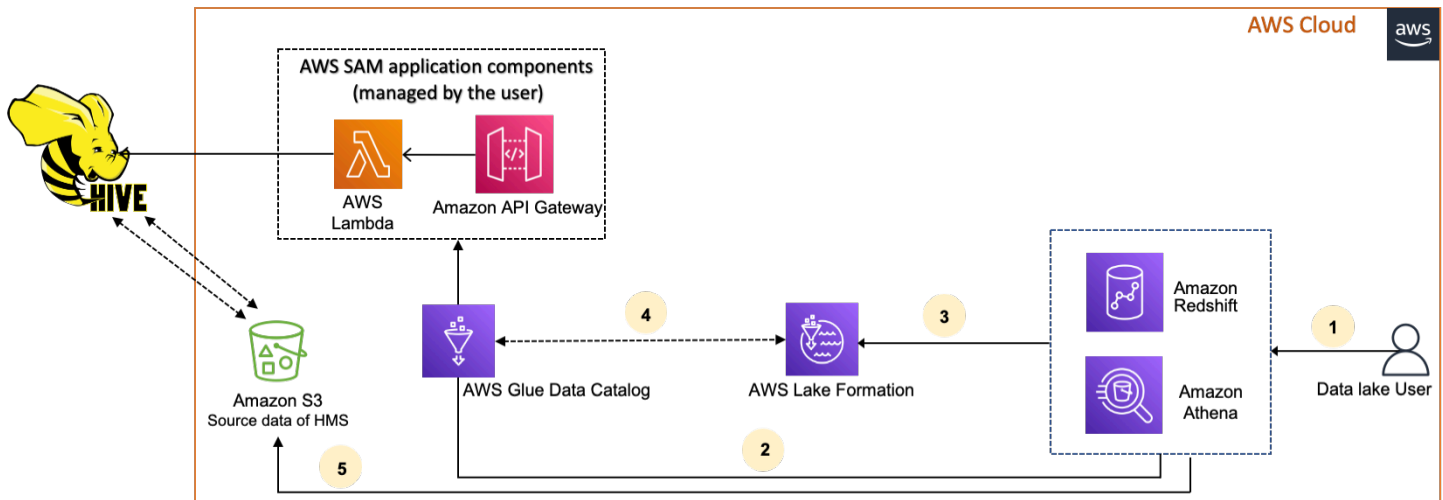 AWS Cloud
aws
AWS SAM application components
(managed by the user)
HIVE
AWS
Lambda
Amazon API Gateway
Amazon
Redshift
4
3
1
AWS Glue Data Catalog
AWS Lake Formation
Amazon
Athena
Data lake User
Amazon S3
Source data of HMS
2
5